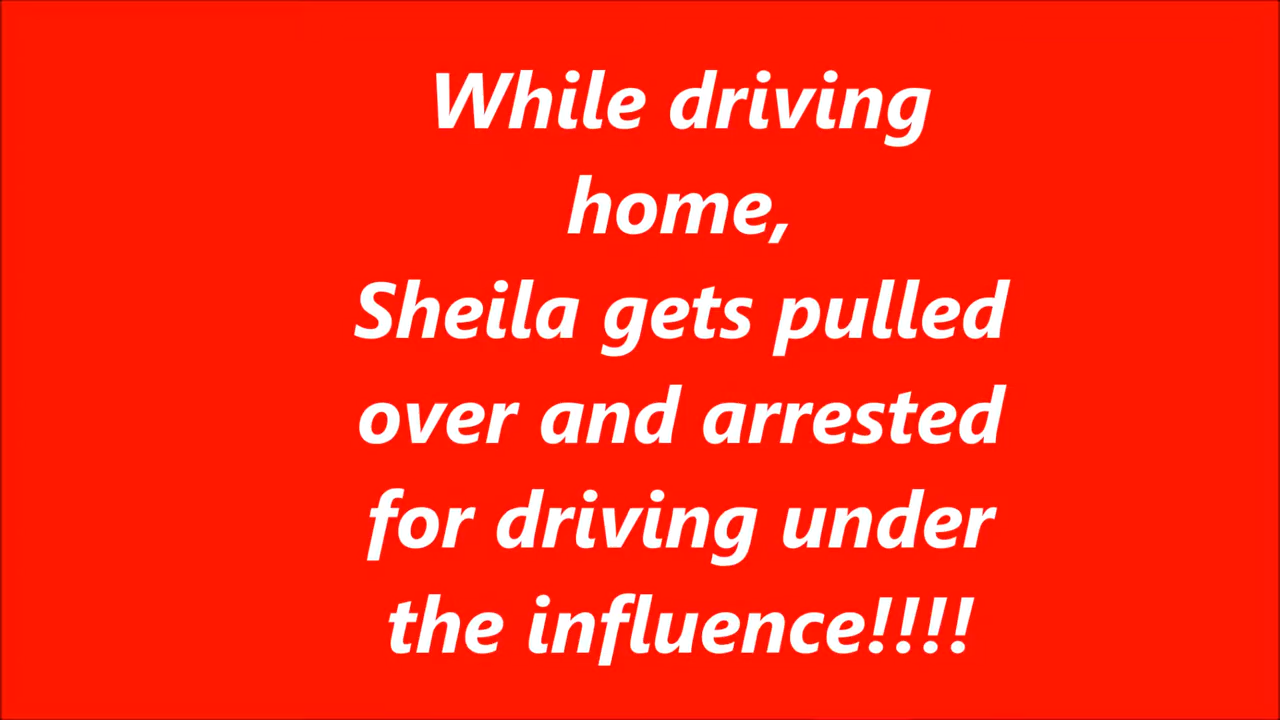 While driving
home,
Sheila gets pulled
over and arrested
for driving under
the influence!!!!